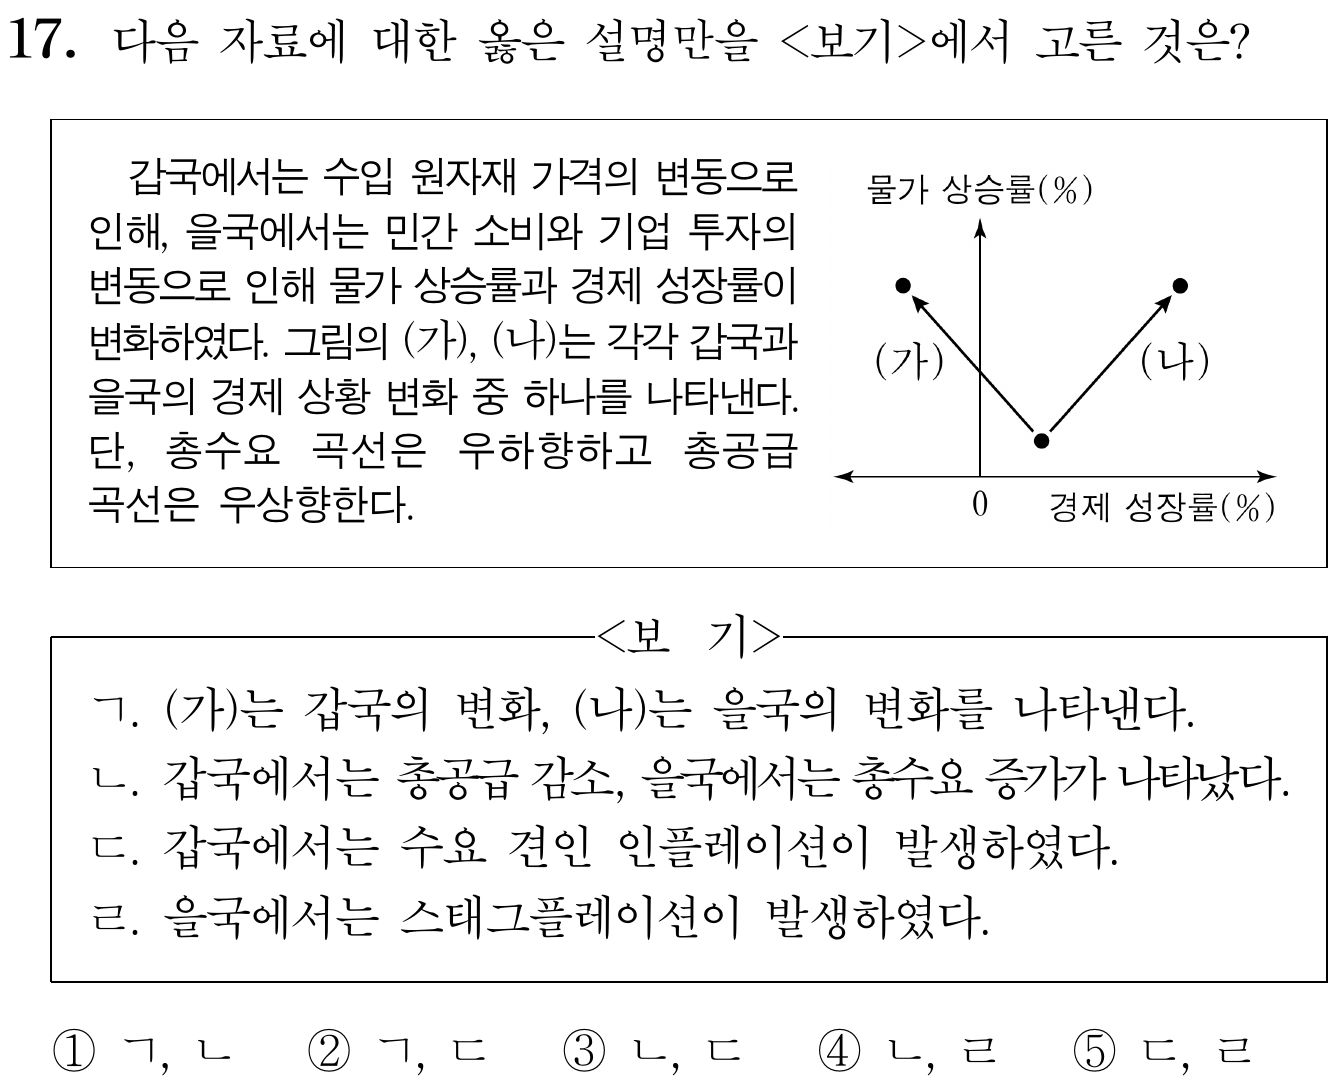 17. 다음 자료에 대한 옳은 설명만을 <보기>에서 고른 것은?
갑국에서는 수입 원자재 가격의 변동으로
인해, 을국에서는 민간 소비와 기업 투자의
변동으로 인해 물가 상승률과 경제 성장률이
변화하였다. 그림의 (가), (나)는 각각 갑국과
을국의 경제 상황 변화 중 하나를 나타낸다.
단, 총수요 곡선은 우하향하고 총공급
곡선은 우상향한다.
물가 상승률(%)
(가)
(나)
0
경제 성장률(%)
<보 기>
ㄱ. (가)는 갑국의 변화, (나)는 을국의 변화를 나타낸다.
ㄴ. 갑국에서는 총공급 감소, 을국에서는 총수요 증가가 나타났다.
ㄷ. 갑국에서는 수요 견인 인플레이션이 발생하였다.
ㄹ. 을국에서는 스태그플레이션이 발생하였다.
① ㄱ, ㄴ ② ㄱ, ㄷ ③ ㄴ, ㄷ ④ ㄴ, ㄹ ⑤ ㄷ, ㄹ